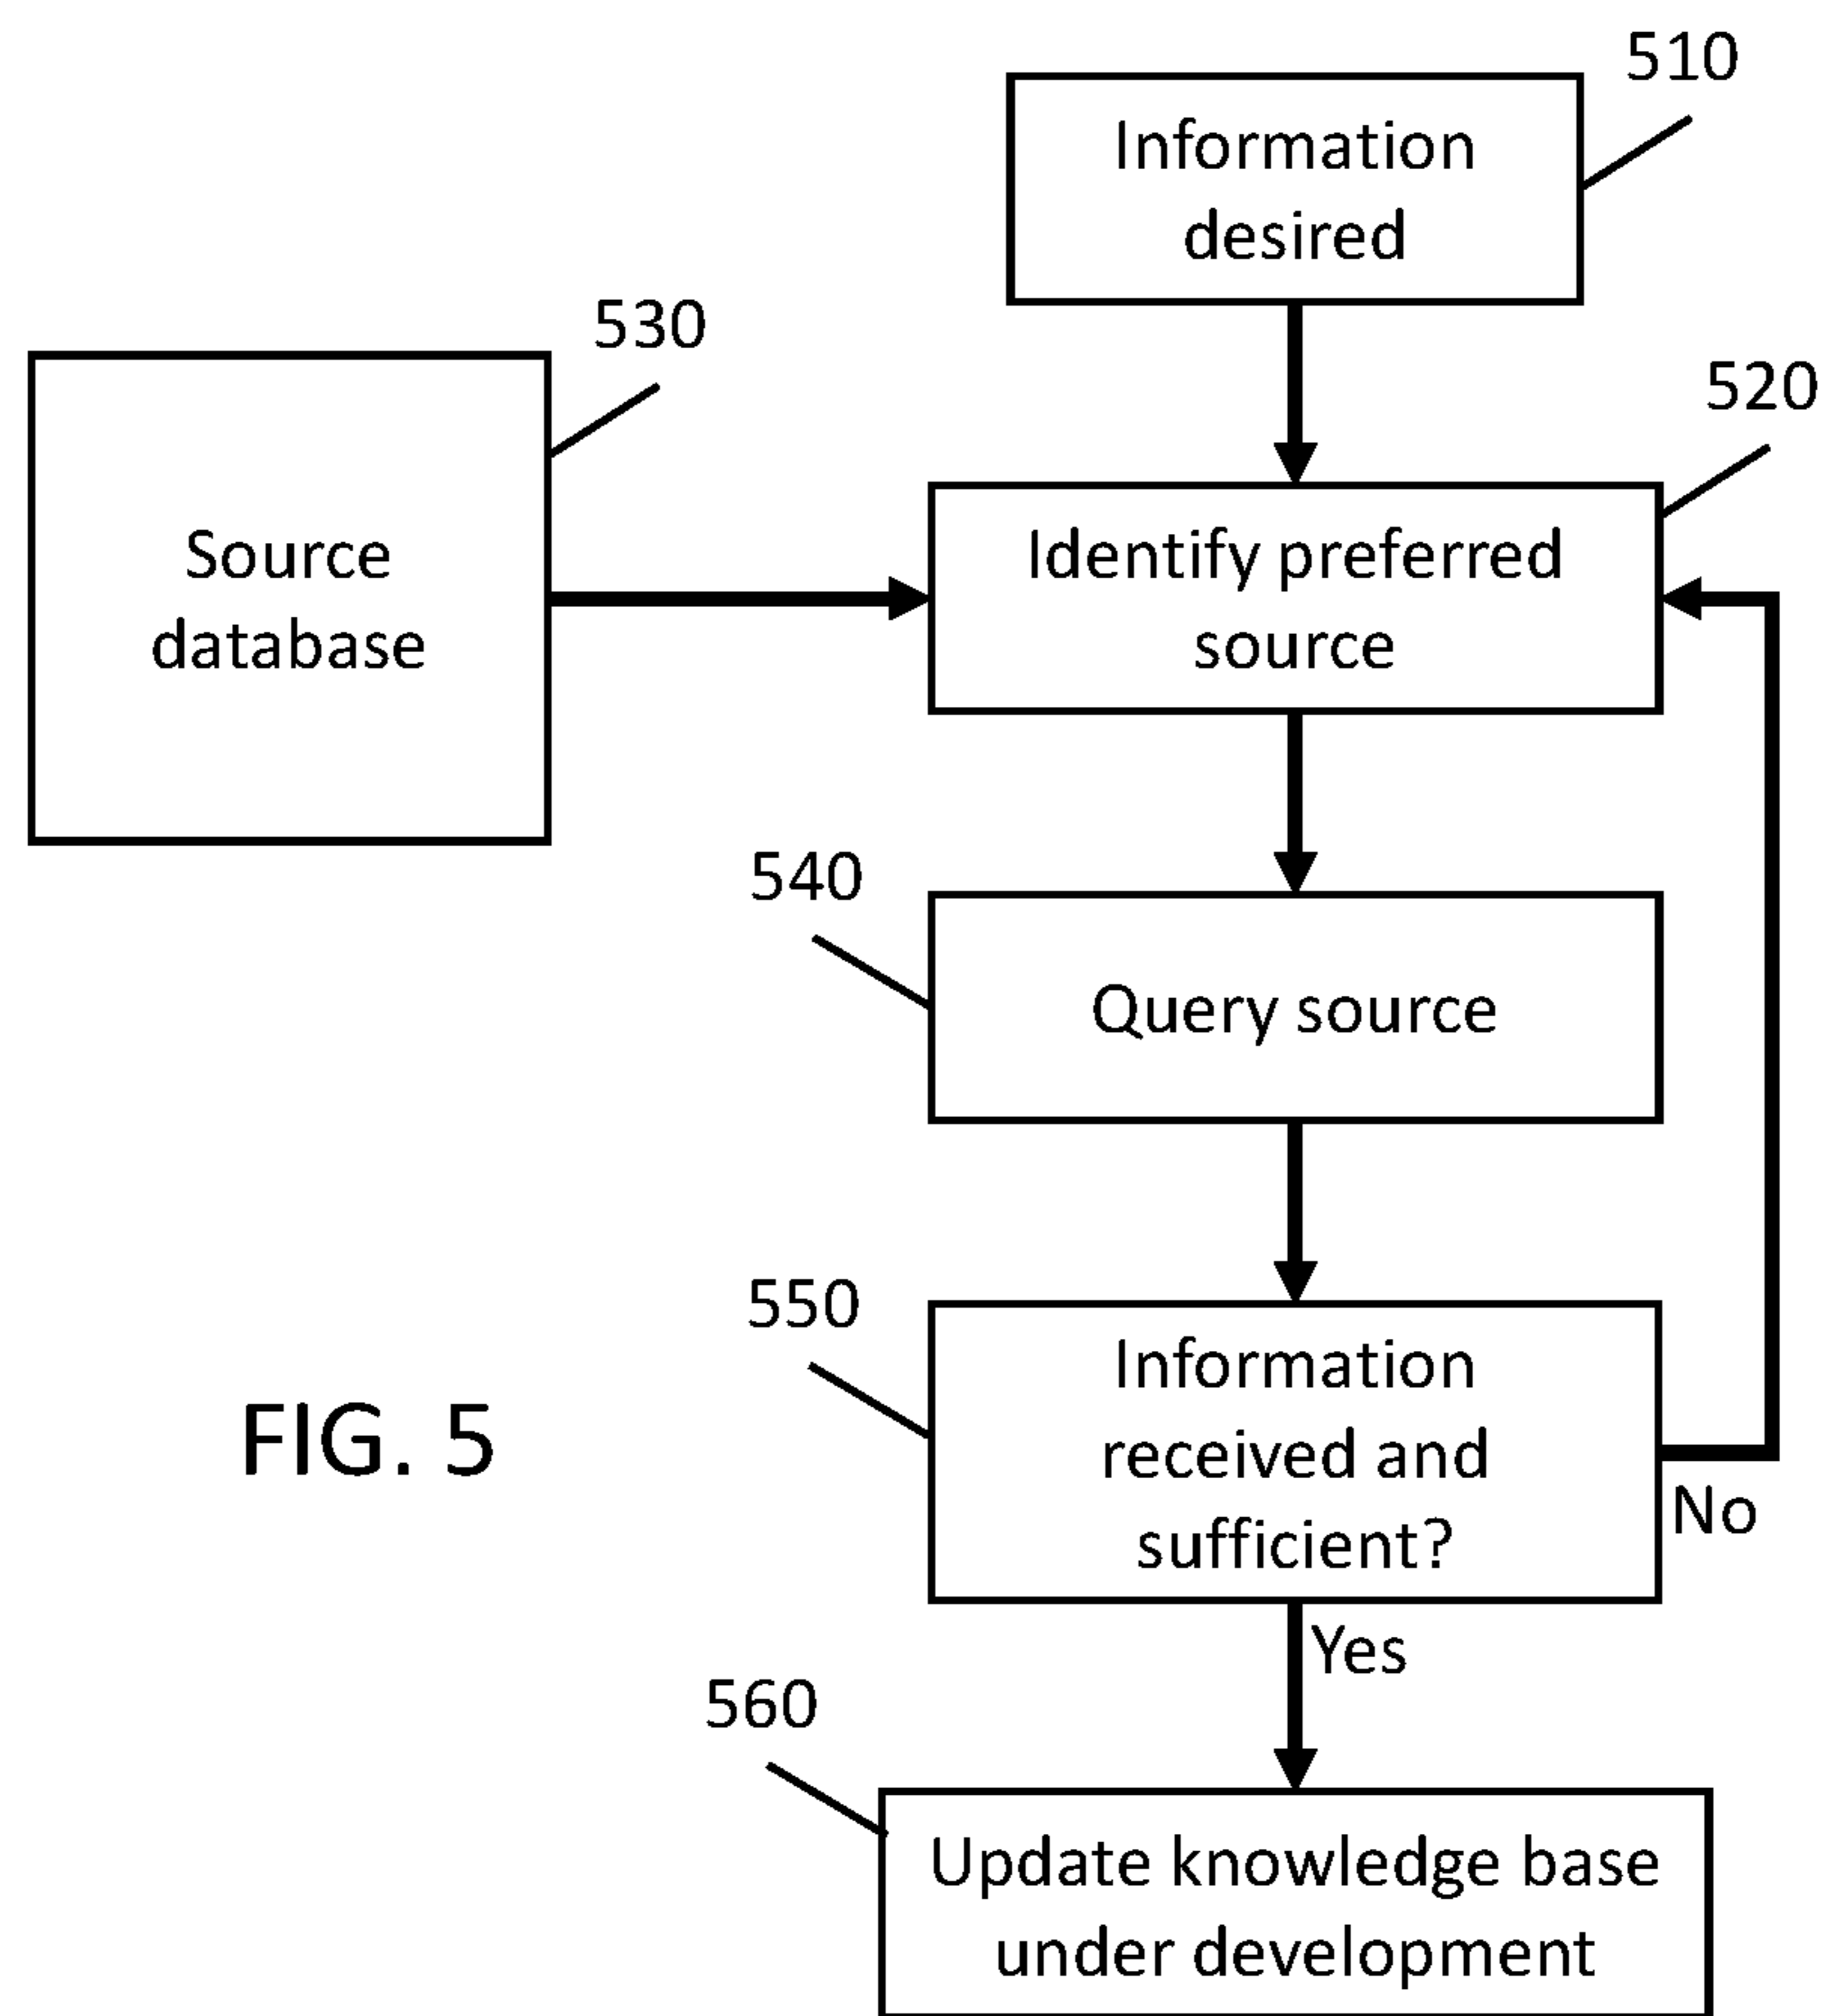 510
Information
desired
530
520
Source
database
Identify preferred
source
540
Query source
550
Information
received and
sufficient?
FIG. 5
No
Yes
560
Update knowledge base
under development